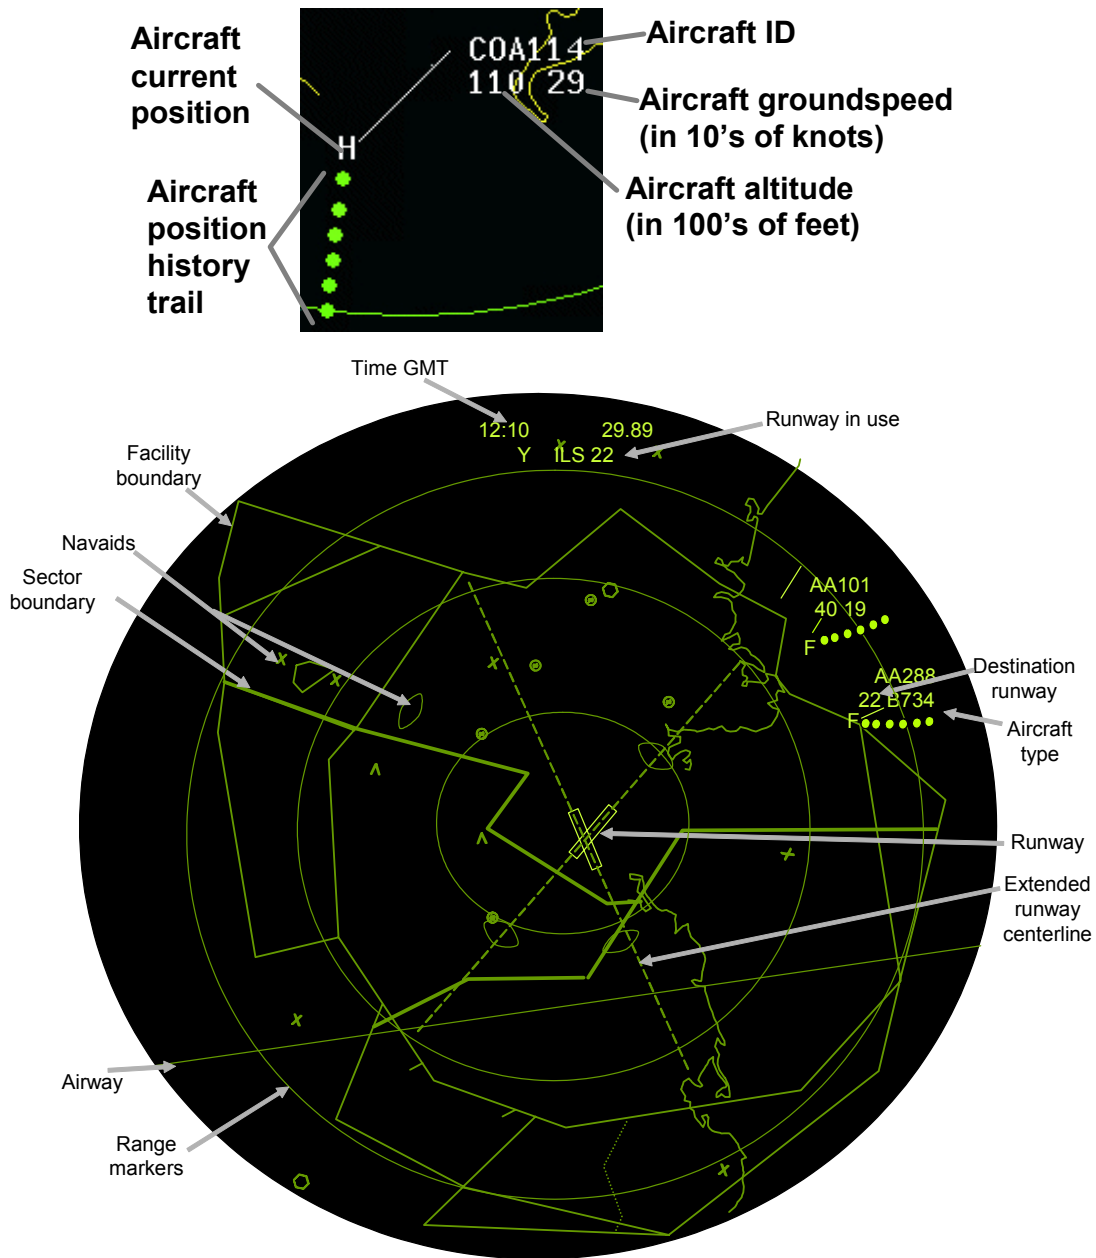 Aircraft
current
position
COA114
110 29
H
Aircraft ID
Aircraft groundspeed
(in 10's of knots)
Aircraft altitude
(in 100's of feet)
Aircraft
position
history
trail
Time GMT
12:10 29.89
Y ILS 22
Runway in use
Facility
boundary
Navaids
Sector
boundary
AA101
40 19
F
AA288
22 B734
F
Destination
runway
Aircraft
type
Runway
Extended
runway
centerline
Airway
Range
markers